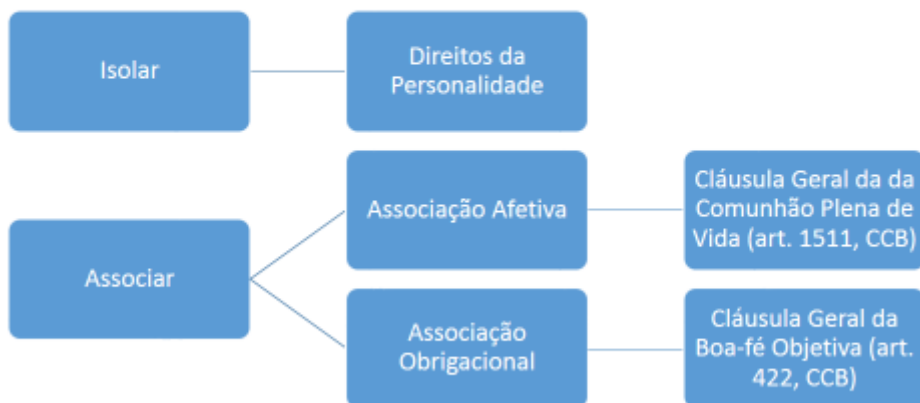 Isolar
Direitos da
Personalidade
Associar
Associação Afetiva
Cláusula Geral da da
Comunhão Plena de
Vida (art. 1511, CCB)
Associação
Obrigacional
Cláusula Geral da
Boa-fé Objetiva (art.
422, CCB)